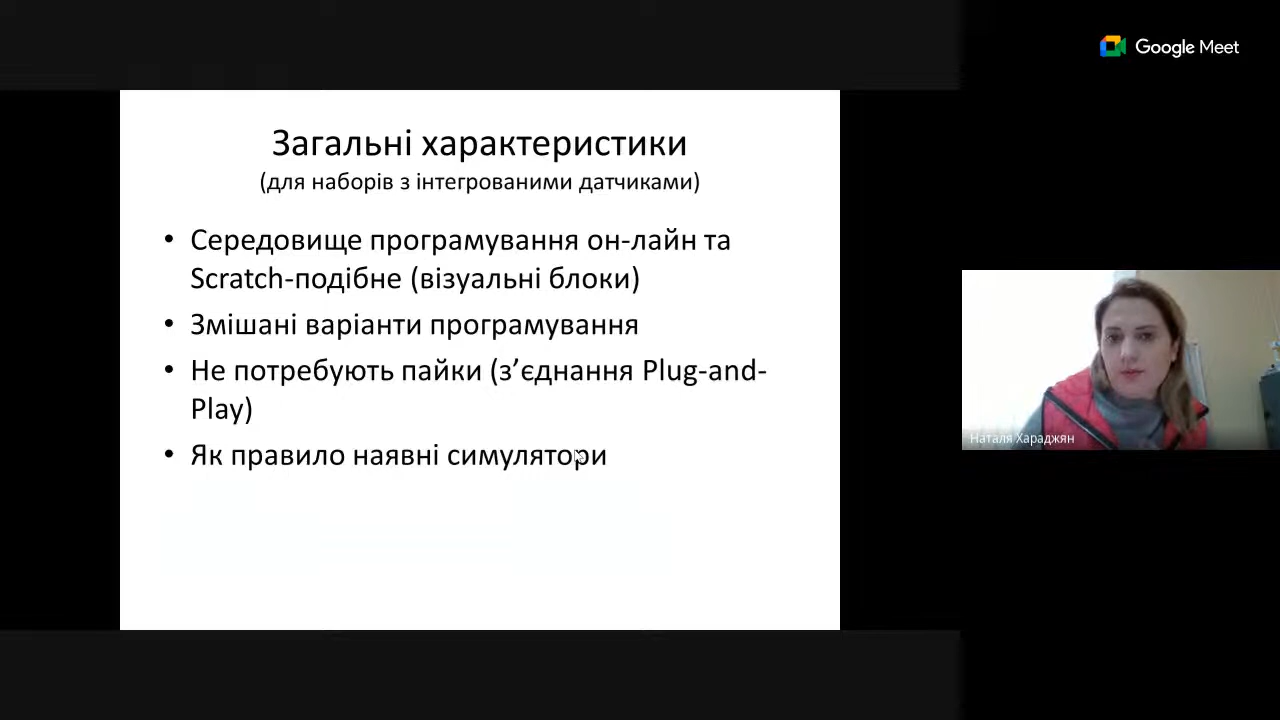 Google Meet
Загальні характеристики
(для наборів з інтегрованими датчиками)
• Середовище програмування он-лайн та
Scratch-подібне (візуальні блоки)
• Змішані варіанти програмування
• Не потребують пайки (з’єднання Plug-and-
Play)
• Як правило наявні симулятори
Наталя Хараджян